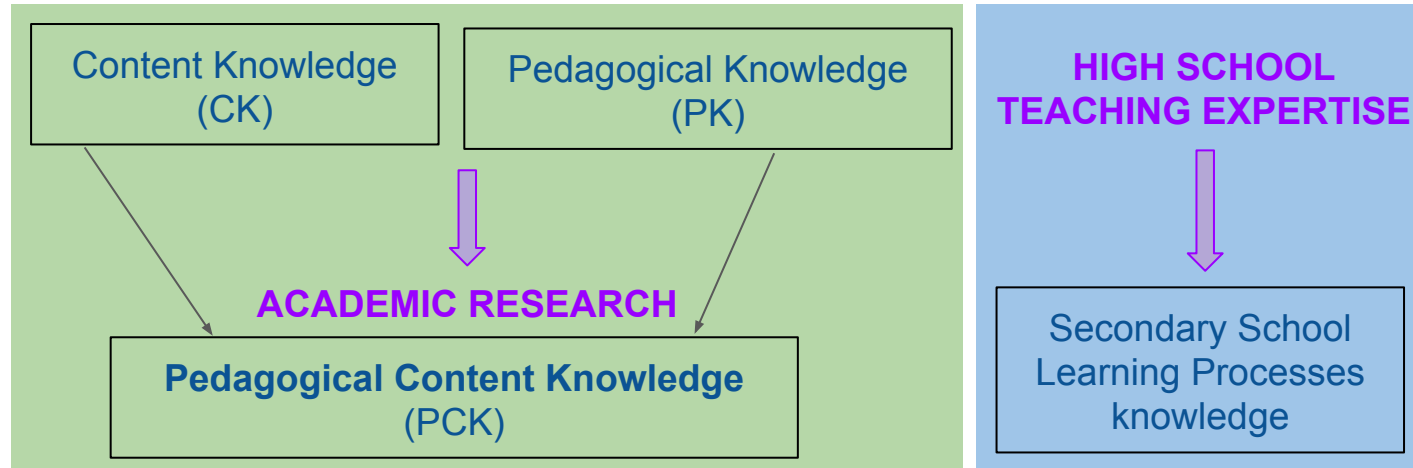 Content Knowledge
(CK)
Pedagogical Knowledge
(PK)
ACADEMIC RESEARCH
Pedagogical Content Knowledge
(PCK)
HIGH SCHOOL
TEACHING EXPERTISE
Secondary School
Learning Processes
knowledge